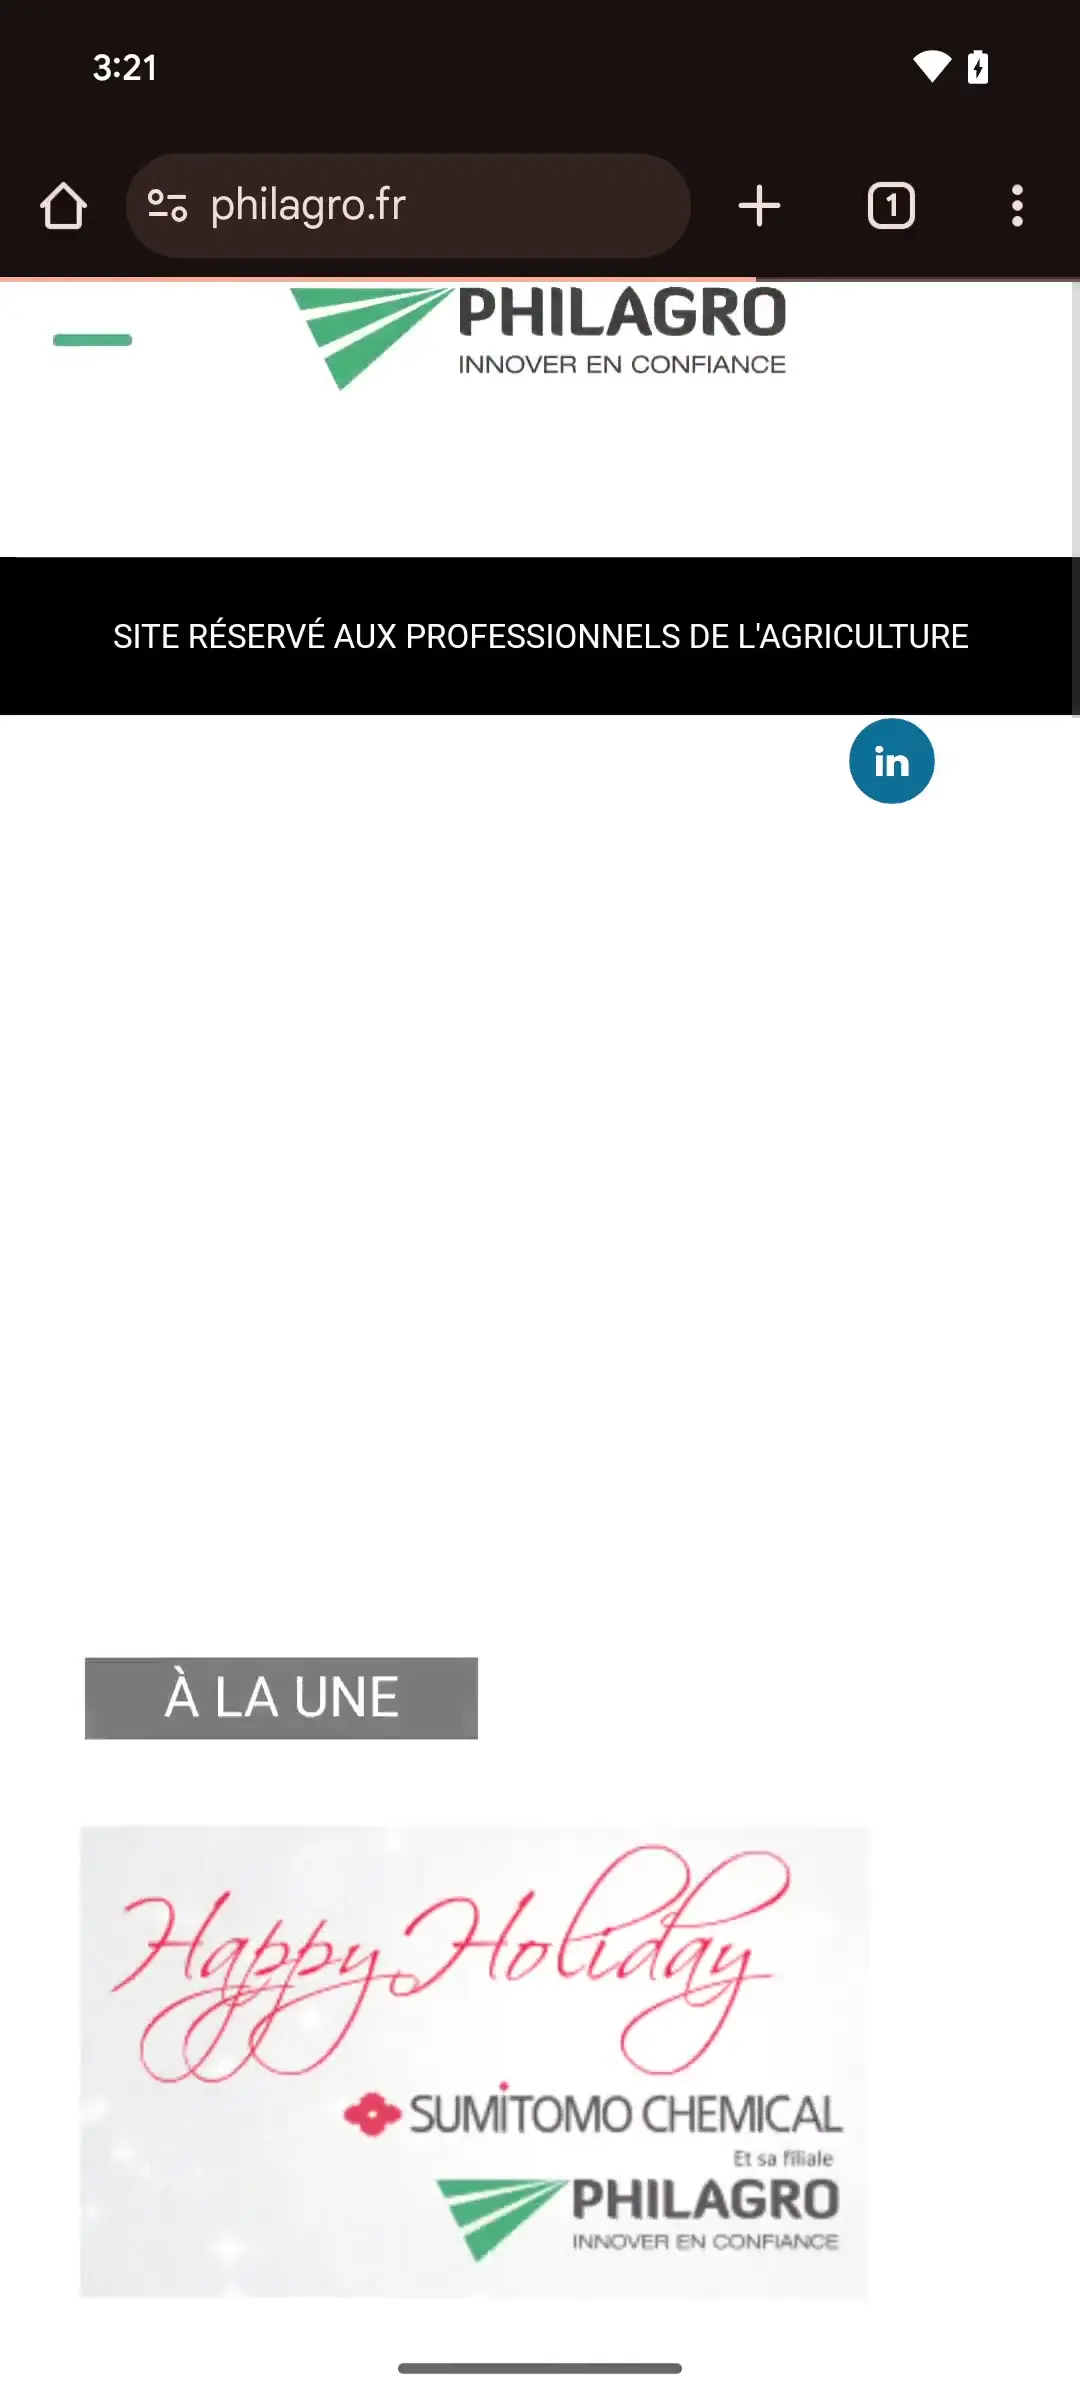 3:21
philagro.fr
1
PHILAGRO
INNOVER EN CONFIANCE
SITE RÉSERVÉ AUX PROFESSIONNELS DE L'AGRICULTURE
in
À LA UNE
Happy Holiday
SUMITOMO CHEMICAL
Et sa filiale
PHILAGRO
INNOVER EN CONFIANCE